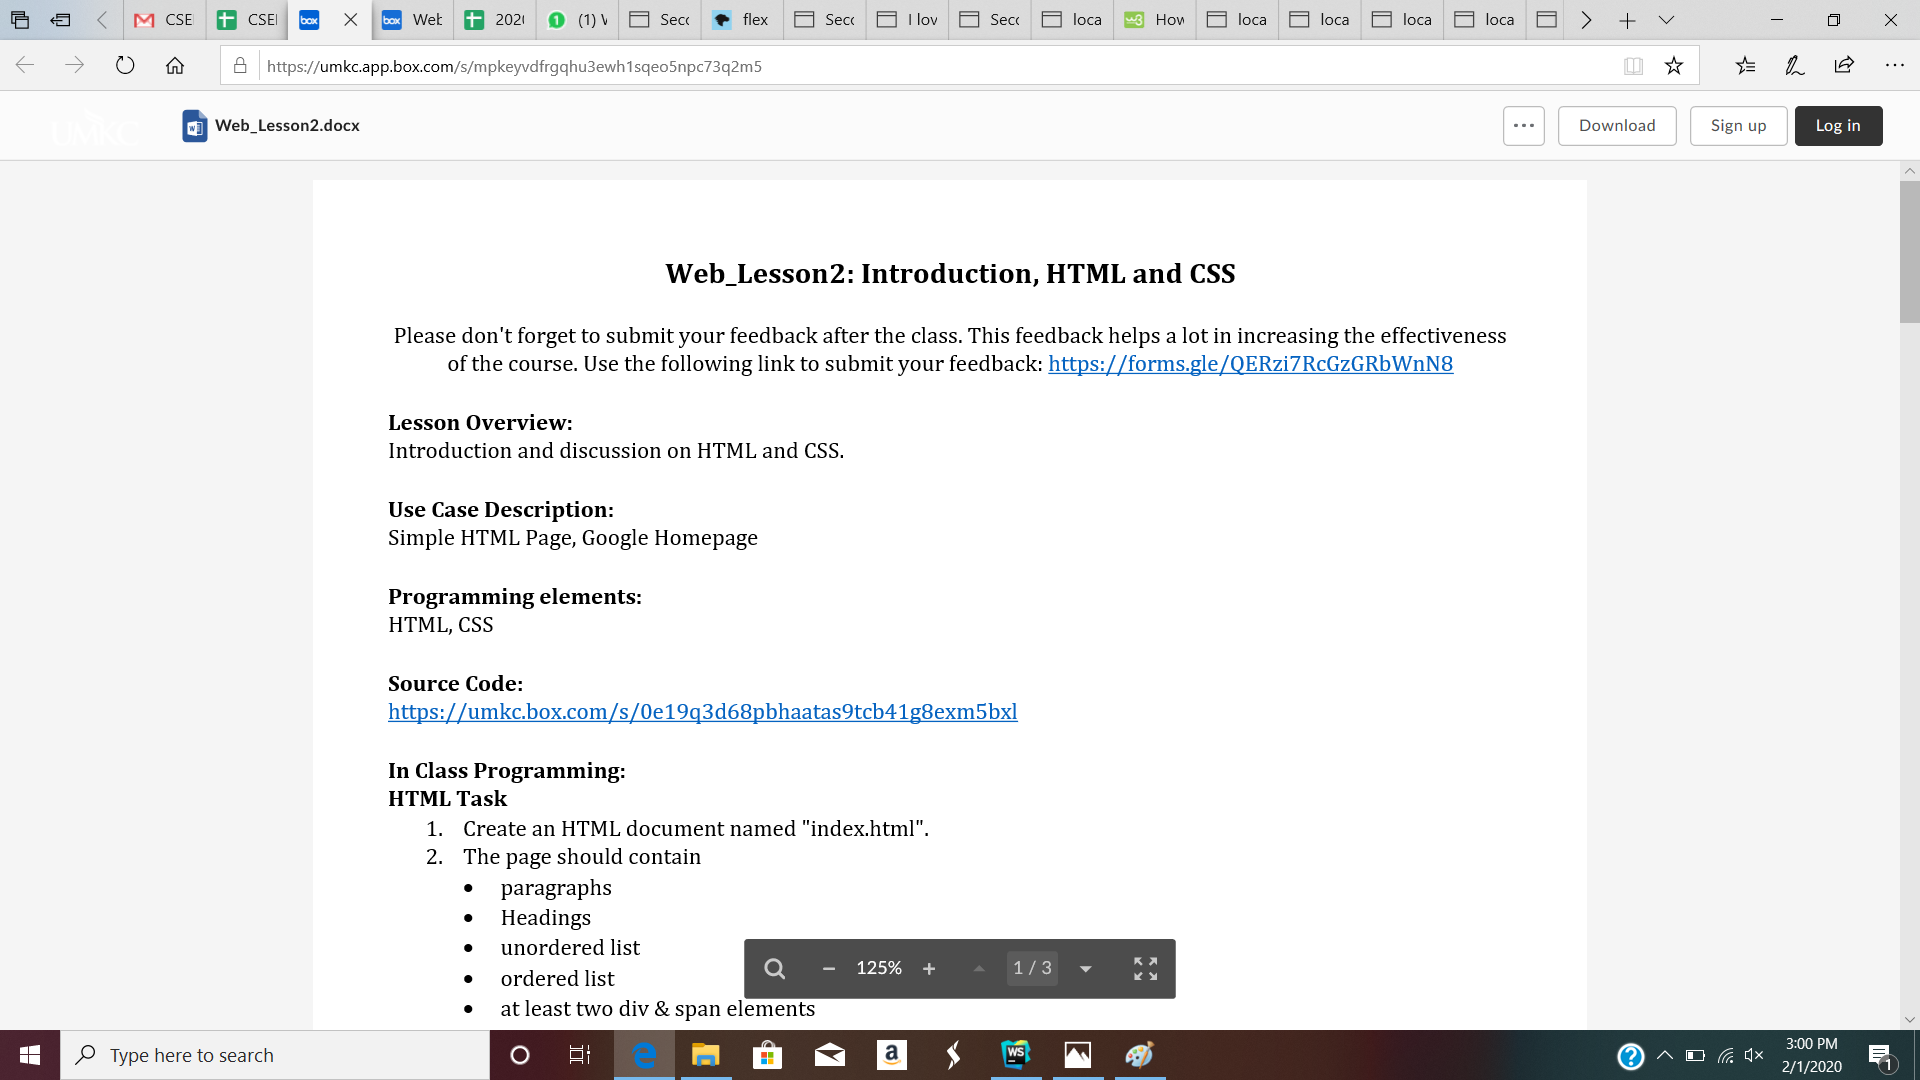 CSE
CSEI
Web
202(
(1) W
Secc
flex
Secc
I lov
Secc
loca
How
loca
loca
loca
loca
https://umkc.app.box.com/s/mpkeyvdfrgqhu3ewh1sqeo5npc73q2m5
UMKC
Web_Lesson2.docx
Download
Sign up
Log in
Web_Lesson2: Introduction, HTML and CSS
Please don't forget to submit your feedback after the class. This feedback helps a lot in increasing the effectiveness
of the course. Use the following link to submit your feedback: https://forms.gle/QERzi7RcGzGRbWnN8
Lesson Overview:
Introduction and discussion on HTML and CSS.
Use Case Description:
Simple HTML Page, Google Homepage
Programming elements:
HTML, CSS
Source Code:
https://umkc.box.com/s/0e19q3d68pbhaatas9tcb41g8exm5bxl
In Class Programming:
HTML Task
1. Create an HTML document named "index.html".
2. The page should contain
• paragraphs
• Headings
• unordered list
• ordered list
• at least two div & span elements
125%
1 / 3
Type here to search
3:00 PM
2/1/2020
1